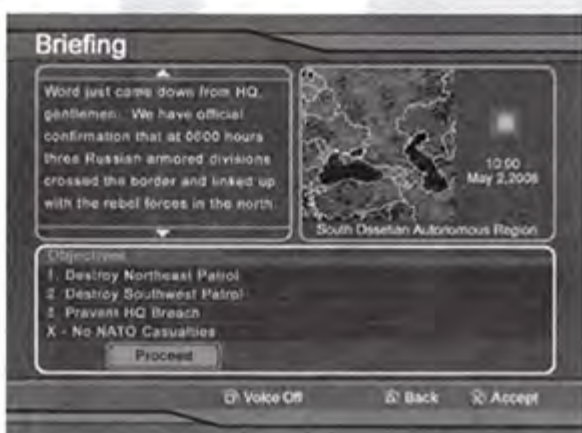 Briefing
Word just came down from HQ,
gentlemen. We have official
confirmation that at 0600 hours
three Russian armored divisions
crossed the border and linked up
with the rebel forces in the north.
10:00
May 2,2008
South Ossetian Autonomous Region
Objectives
1. Destroy Northeast Patrol
2. Destroy Southwest Patrol
3. Prevent HQ Breach
X - No NATO Casualties
Proceed
Voice Off
Back
Accept